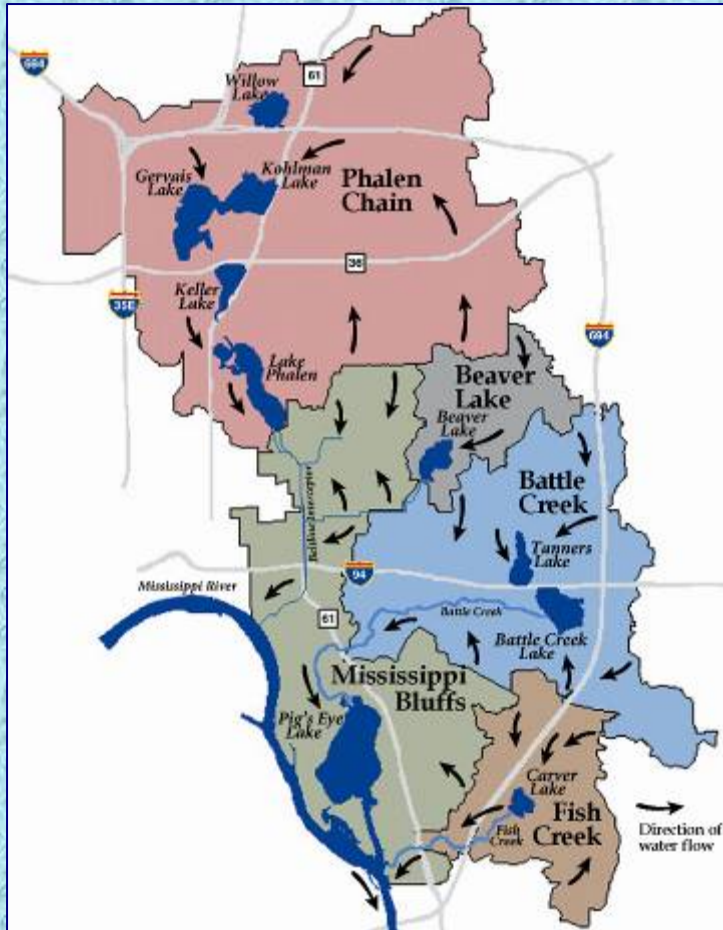 694
61
Willow
Lake
Gervais
Lake
Kohlman
Lake
Phalen
Chain
36
Keller
Lake
35E
694
Lake
Phalen
Beaver
Lake
Beaver
Lake
Battle
Creek
Beltline Interceptor
Tanners
Lake
94
Mississippi River
61
Battle Creek
Battle Creek
Lake
Mississippi
Bluffs
Pig's Eye
Lake
Carver
Lake
Fish
Creek
Fish
Creek
Direction of
water flow